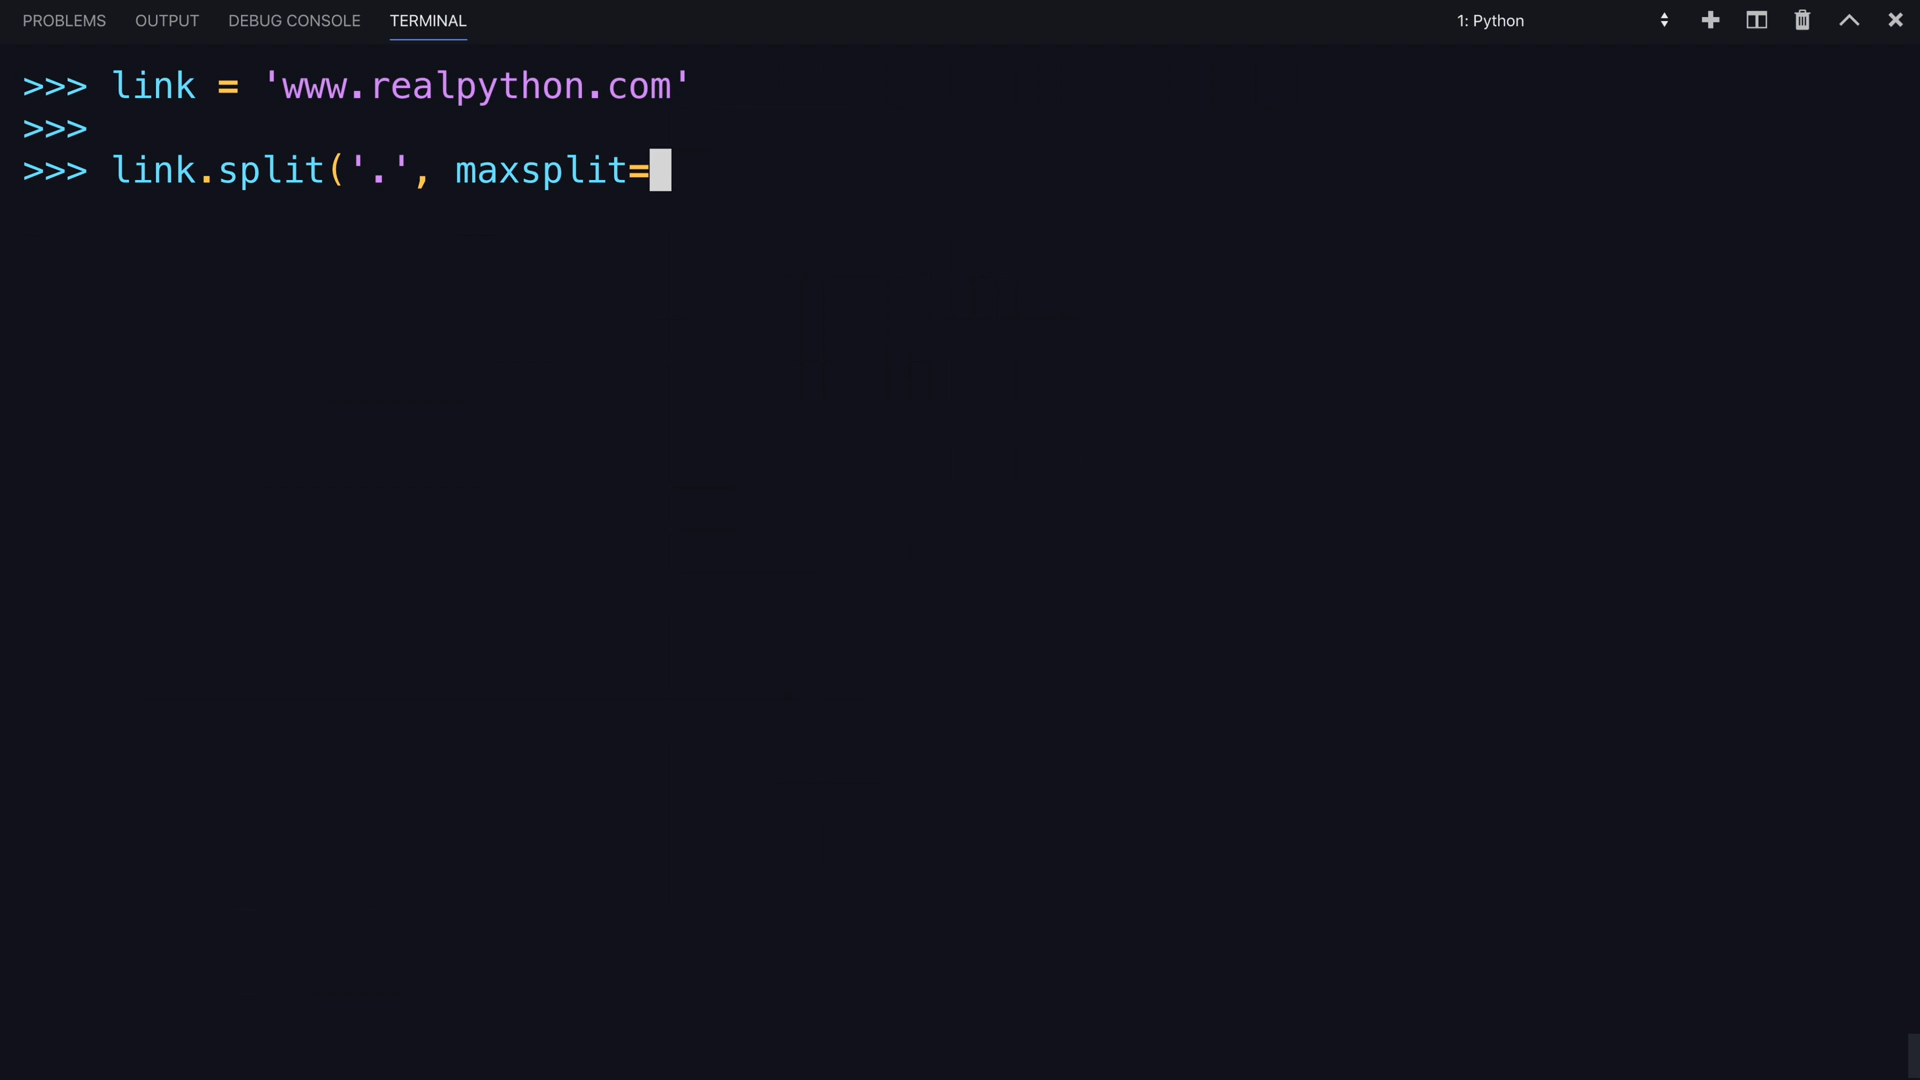 PROBLEMS OUTPUT DEBUG CONSOLE TERMINAL 1: Python
>>> link = 'www.realpython.com'
>>>
>>> link.split('.', maxsplit=